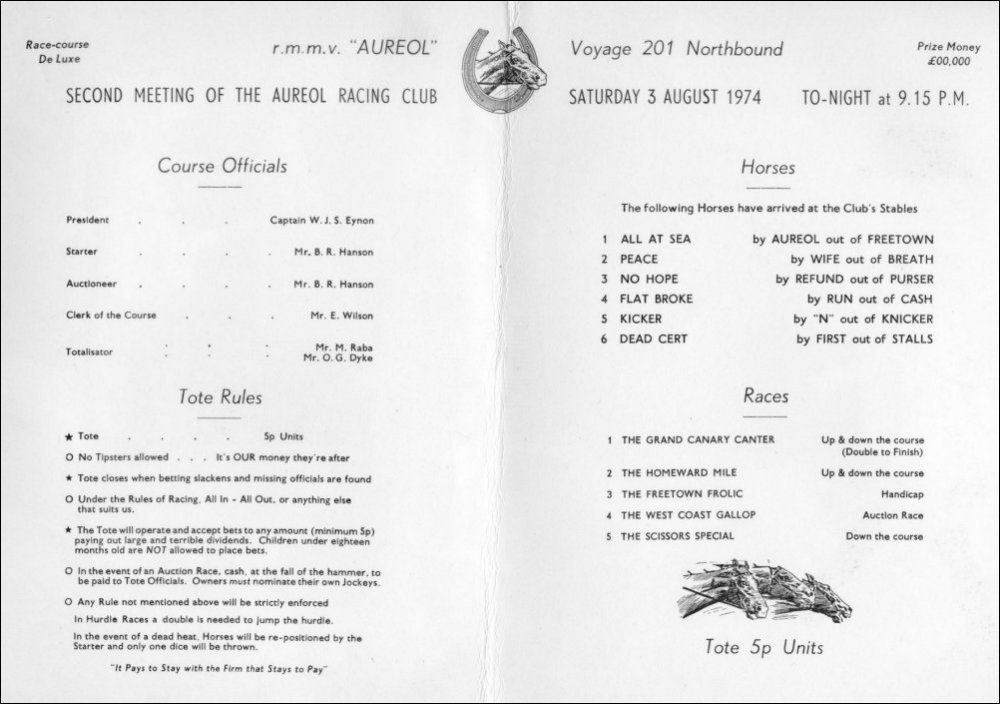 Race-course
De Luxe
r.m.m.v. "AUREOL"
SECOND MEETING OF THE AUREOL RACING CLUB
Course Officials
President . . . Captain W. J. S. Eynon
Starter . . . . Mr. B. R. Hanson
Auctioneer . . . . Mr. B. R. Hanson
Clerk of the Course . . . Mr. E. Wilson
Totalisator : : : Mr. M. Raba
Mr. O. G. Dyke
Tote Rules
★ Tote . . . . 5p Units
O No Tipsters allowed . . . It's OUR money they're after
★ Tote closes when betting slackens and missing officials are found
O Under the Rules of Racing, All In - All Out, or anything else
that suits us.
★ The Tote will operate and accept bets to any amount (minimum 5p)
paying out large and terrible dividends. Children under eighteen
months old are NOT allowed to place bets.
O In the event of an Auction Race, cash, at the fall of the hammer, to
be paid to Tote Officials. Owners must nominate their own Jockeys.
O Any Rule not mentioned above will be strictly enforced
In Hurdle Races a double is needed to jump the hurdle.
In the event of a dead heat, Horses will be re-positioned by the
Starter and only one dice will be thrown.
"It Pays to Stay with the Firm that Stays to Pay"
Voyage 201 Northbound
Prize Money
£00,000
SATURDAY 3 AUGUST 1974 TO-NIGHT at 9.15 P.M.
Horses
The following Horses have arrived at the Club's Stables
1 ALL AT SEA by AUREOL out of FREETOWN
2 PEACE by WIFE out of BREATH
3 NO HOPE by REFUND out of PURSER
4 FLAT BROKE by RUN out of CASH
5 KICKER by "N" out of KNICKER
6 DEAD CERT by FIRST out of STALLS
Races
1 THE GRAND CANARY CANTER Up & down the course
(Double to Finish)
2 THE HOMEWARD MILE Up & down the course
3 THE FREETOWN FROLIC Handicap
4 THE WEST COAST GALLOP Auction Race
5 THE SCISSORS SPECIAL Down the course
Tote 5p Units